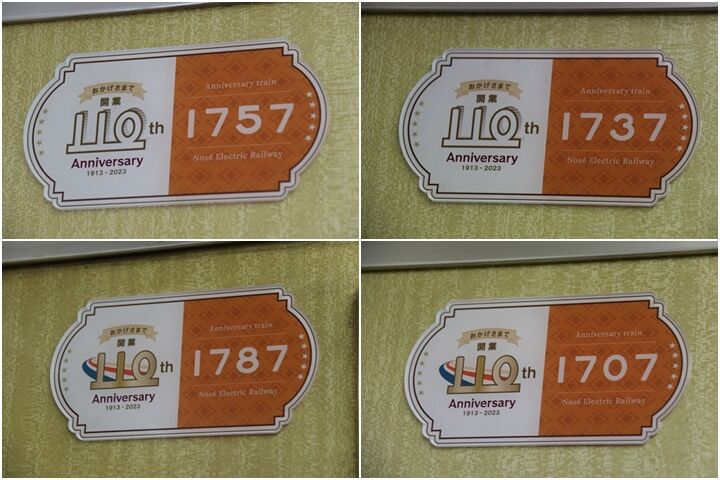 おかげさまで
開業
110th
Anniversary
1913-2023
Anniversary train
1757
Nosé Electric Railway
おかげさまで
開業
110th
Anniversary
1913-2023
Anniversary train
1737
Nosé Electric Railway
おかげさまで
開業
110th
Anniversary
1913-2023
Anniversary train
1787
Nosé Electric Railway
おかげさまで
開業
110th
Anniversary
1913-2023
Anniversary train
1707
Nosé Electric Railway